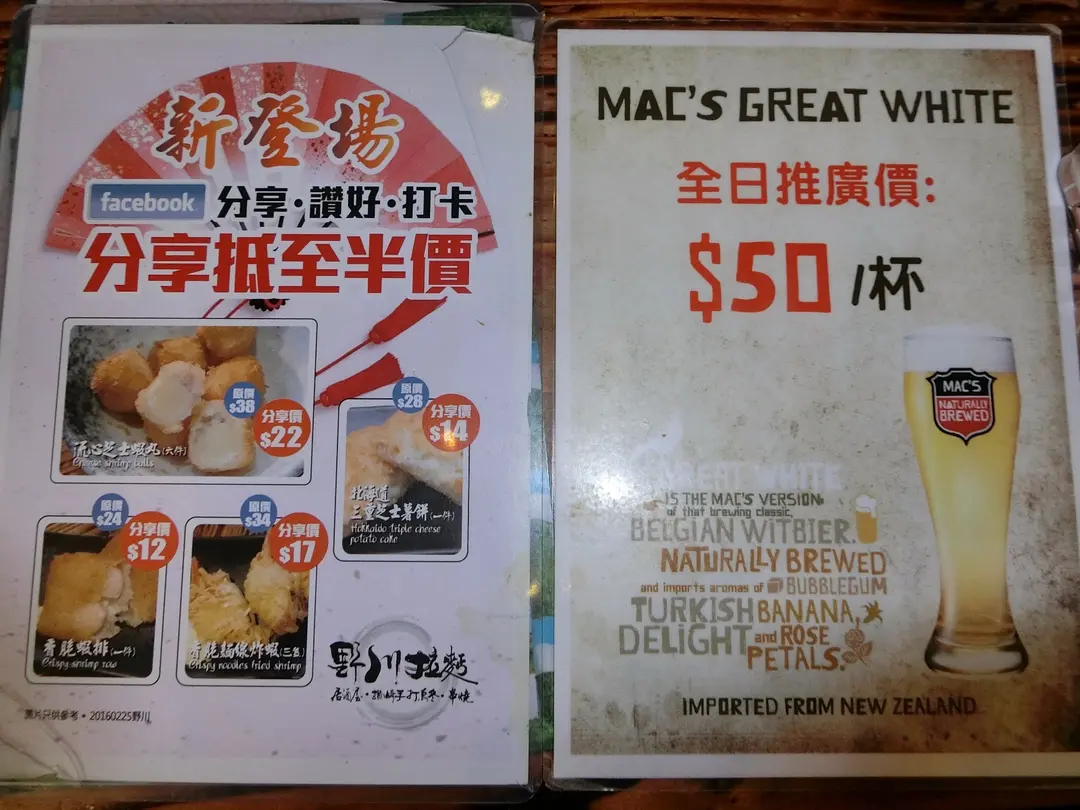 新登場
facebook 分享・讚好・打卡
分享抵至半價
原價
$38
分享價
$22
流心芝士蝦丸(六件)
Cheese shrimp balls
原價
$28
分享價
$14
北海道
三重芝士薯餅(一件)
Hokkaido triple cheese
potato cake
原價
$24
分享價
$12
香脆蝦排(一件)
Crispy shrimp
原價
$34
分享價
$17
香脆麵線炸蝦(三隻)
Crispy noodles fried shrimp
野川拉麵
圖片只供參考・20160225野川
MAC'S GREAT WHITE
全日推廣價:
$50 /杯
MAC'S
NATURALLY
BREWED
IS THE MAC'S VERSION
of that brewing classic,
BELGIAN WITBIER.
NATURALLY BREWED
and imports aromas of BUBBLEGUM
TURKISH BANANA,
DELIGHT and ROSE
PETALS.
IMPORTED FROM NEW ZEALAND